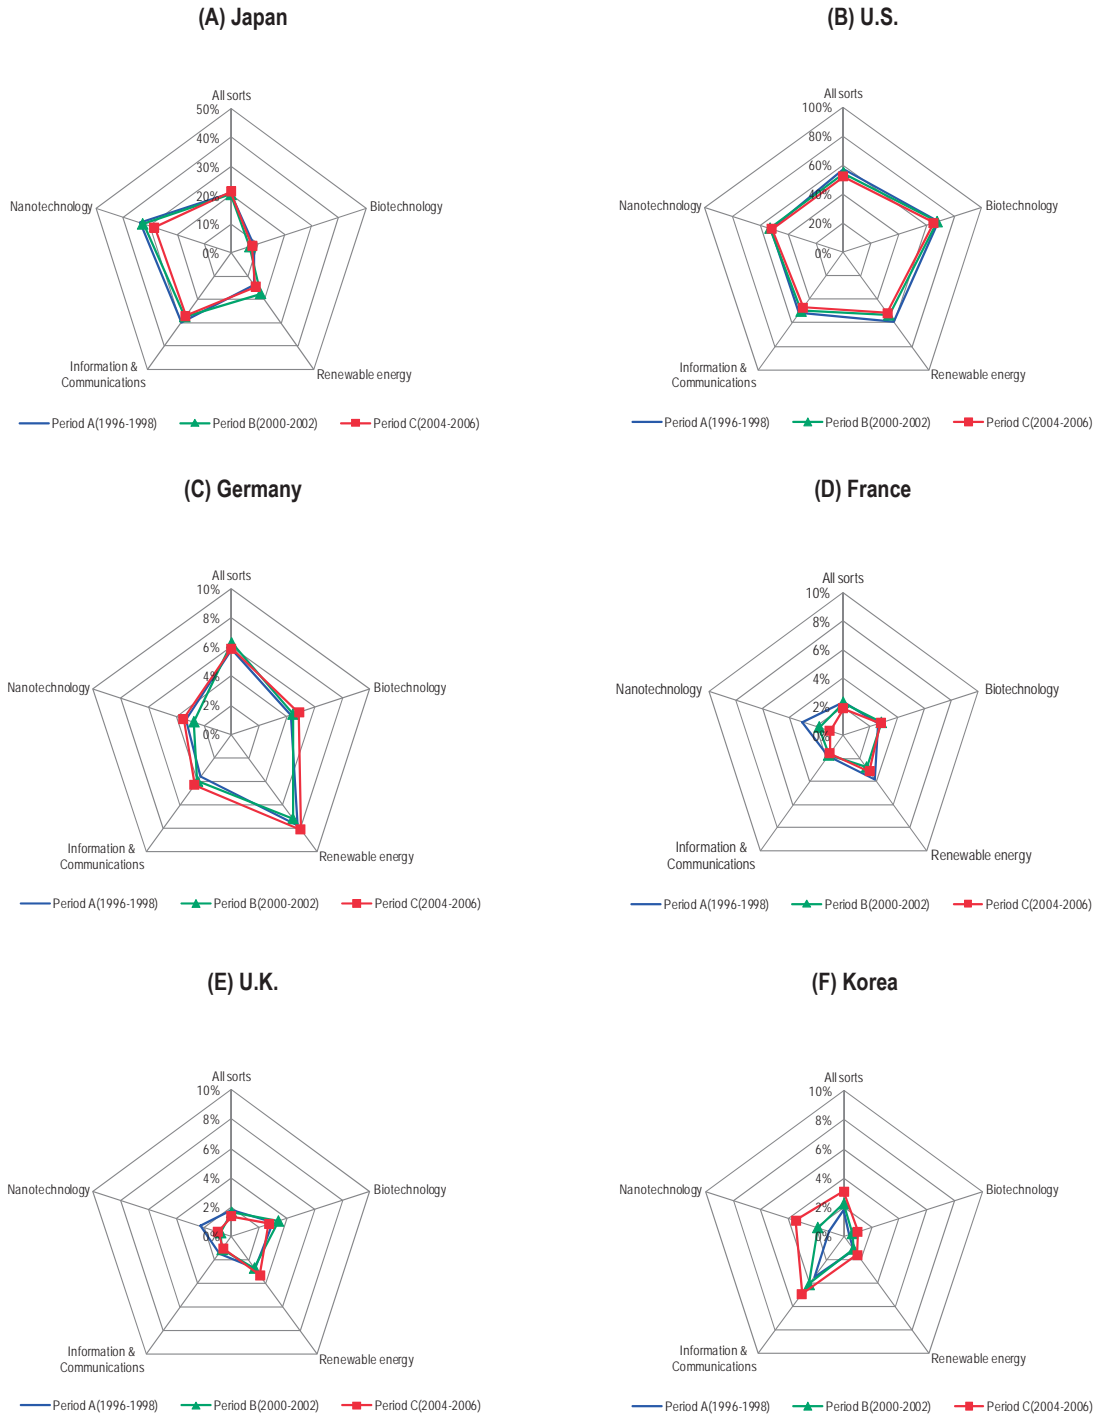 (A) Japan
All sorts
50%
40%
30%
20%
10%
0%
Nanotechnology
Biotechnology
Information &
Communications
Renewable energy
Period A(1996-1998)
Period B(2000-2002)
Period C(2004-2006)
(B) U.S.
All sorts
100%
80%
60%
40%
20%
0%
Nanotechnology
Biotechnology
Information &
Communications
Renewable energy
Period A(1996-1998)
Period B(2000-2002)
Period C(2004-2006)
(C) Germany
All sorts
10%
8%
6%
4%
2%
0%
Nanotechnology
Biotechnology
Information &
Communications
Renewable energy
Period A(1996-1998)
Period B(2000-2002)
Period C(2004-2006)
(D) France
All sorts
10%
8%
6%
4%
2%
0%
Nanotechnology
Biotechnology
Information &
Communications
Renewable energy
Period A(1996-1998)
Period B(2000-2002)
Period C(2004-2006)
(E) U.K.
All sorts
10%
8%
6%
4%
2%
0%
Nanotechnology
Biotechnology
Information &
Communications
Renewable energy
Period A(1996-1998)
Period B(2000-2002)
Period C(2004-2006)
(F) Korea
All sorts
10%
8%
6%
4%
2%
0%
Nanotechnology
Biotechnology
Information &
Communications
Renewable energy
Period A(1996-1998)
Period B(2000-2002)
Period C(2004-2006)